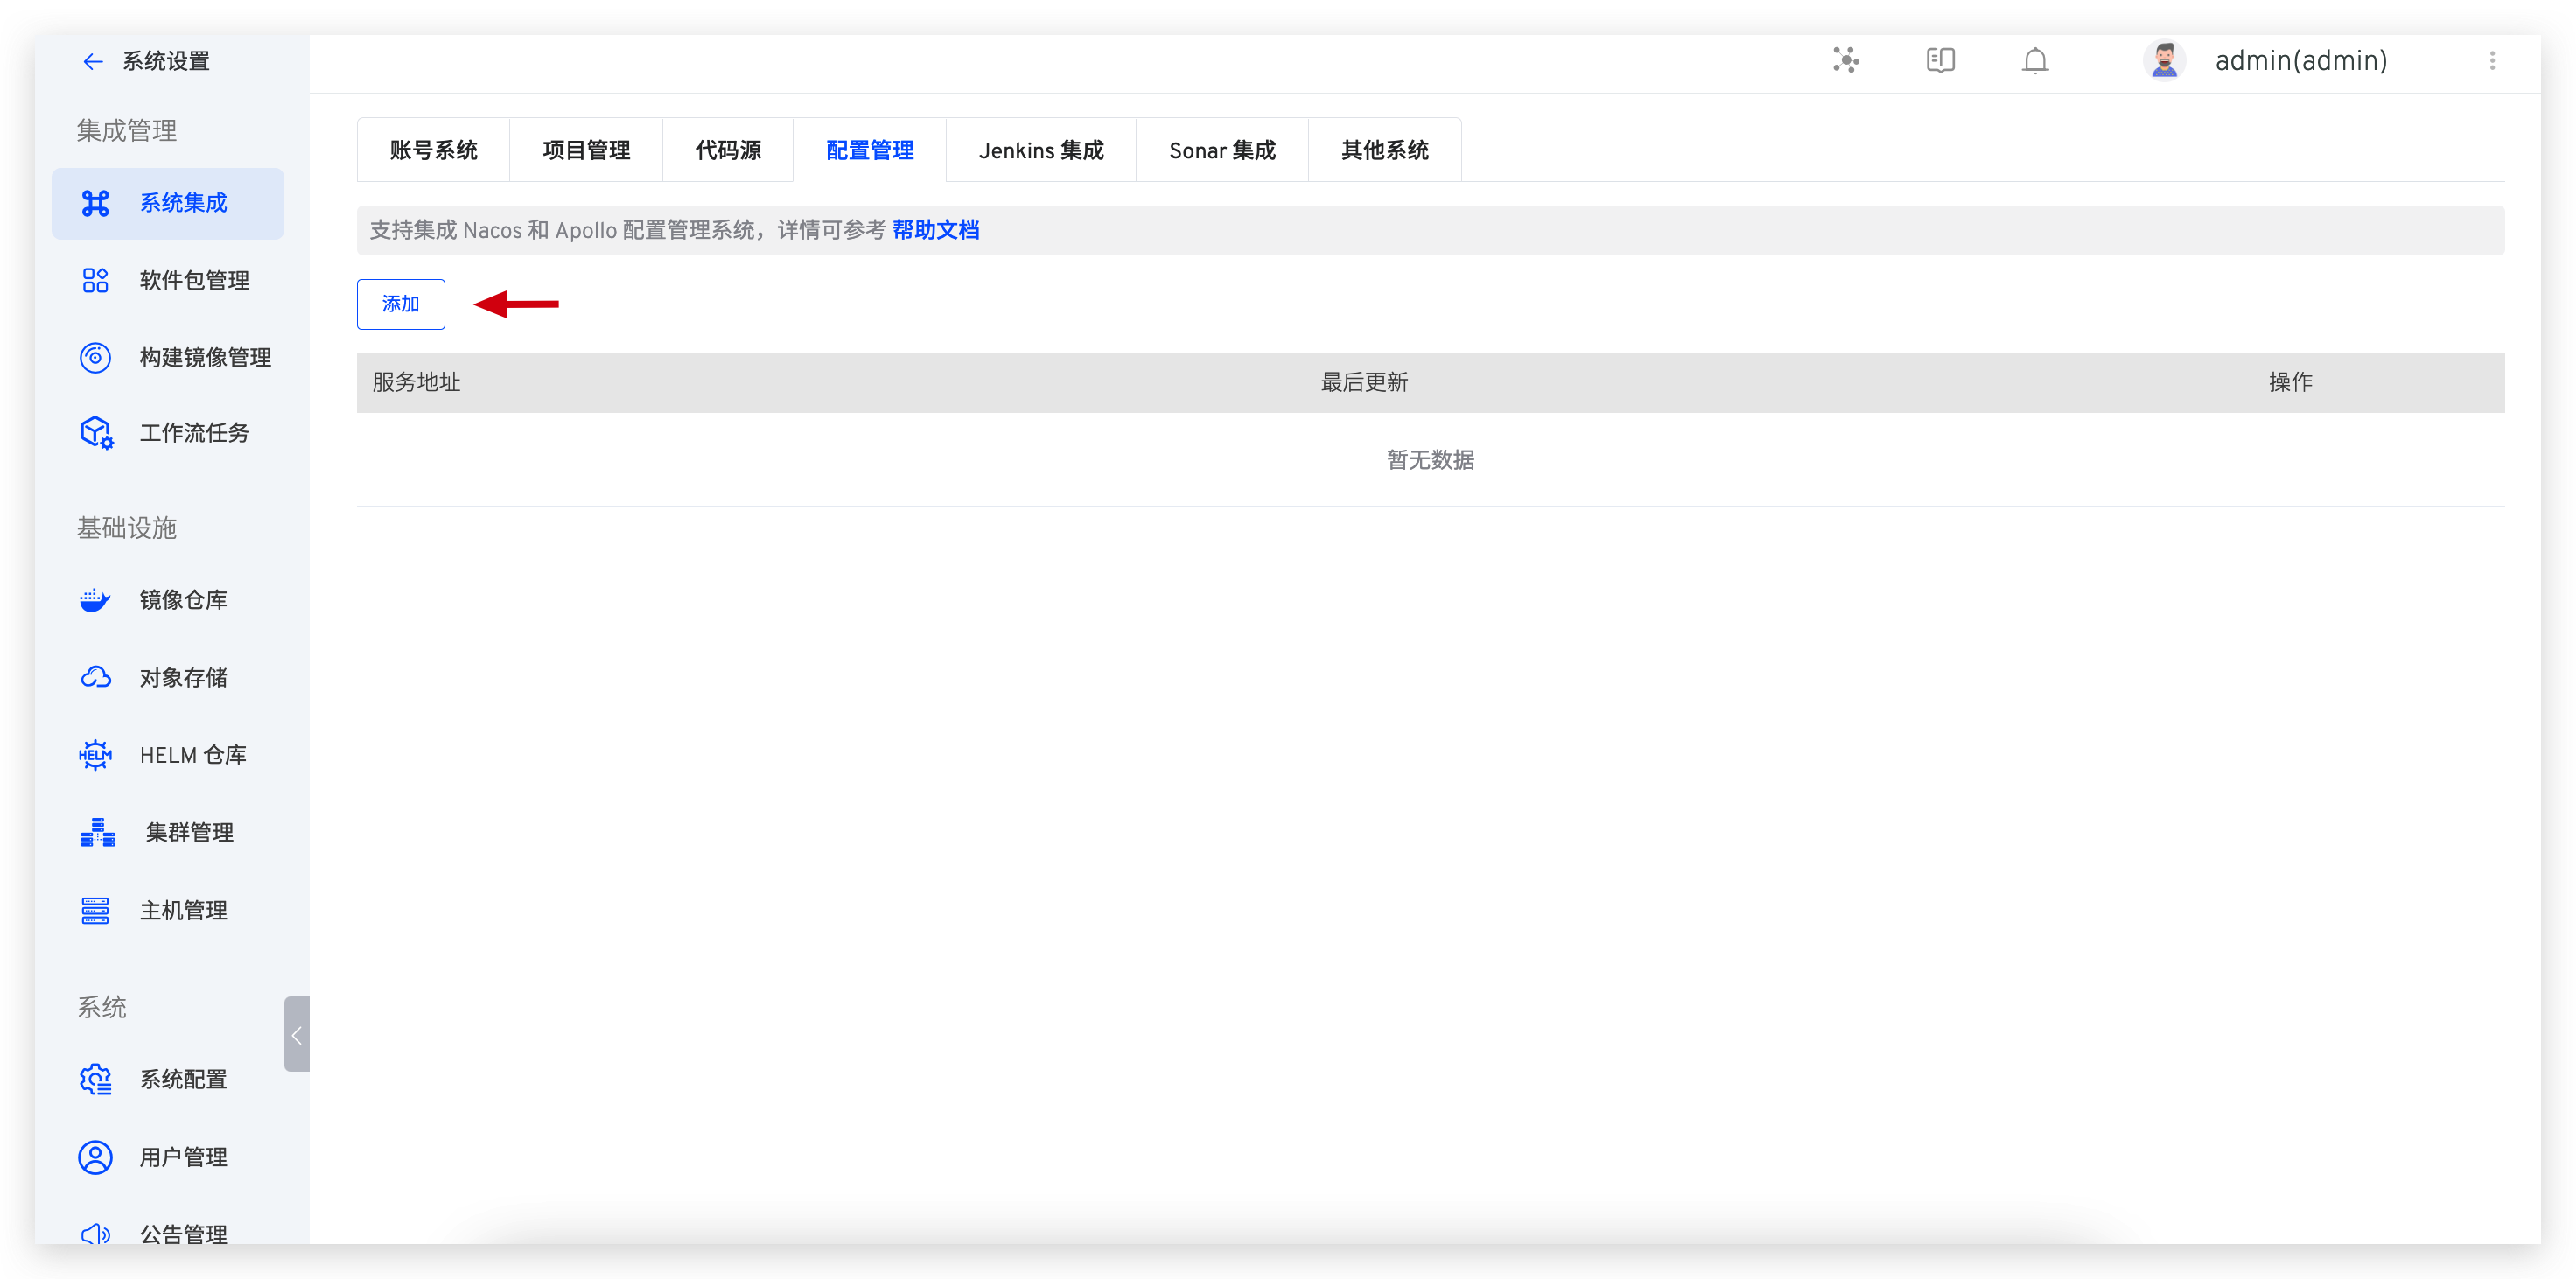 系统设置
admin(admin)
集成管理
系统集成
软件包管理
构建镜像管理
工作流任务
基础设施
镜像仓库
对象存储
HELM
HELM 仓库
集群管理
主机管理
系统
系统配置
用户管理
公告管理
账号系统 项目管理 代码源 配置管理 Jenkins 集成 Sonar 集成 其他系统
支持集成 Nacos 和 Apollo 配置管理系统，详情可参考 帮助文档
添加
服务地址 最后更新 操作
暂无数据